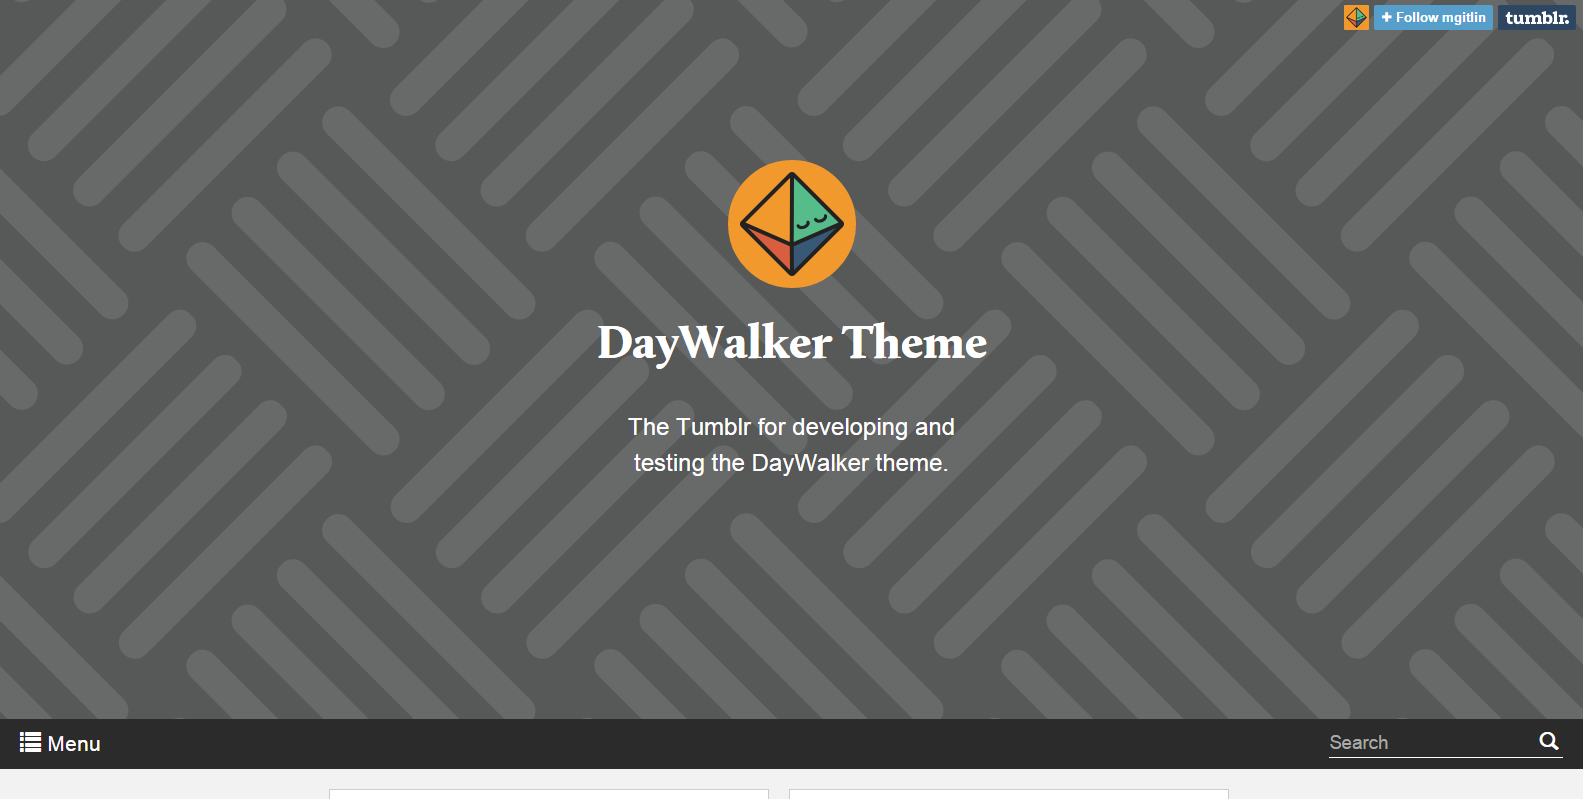 + Follow mgitlin
tumblr.
DayWalker Theme
The Tumblr for developing and
testing the DayWalker theme.
Menu
Search